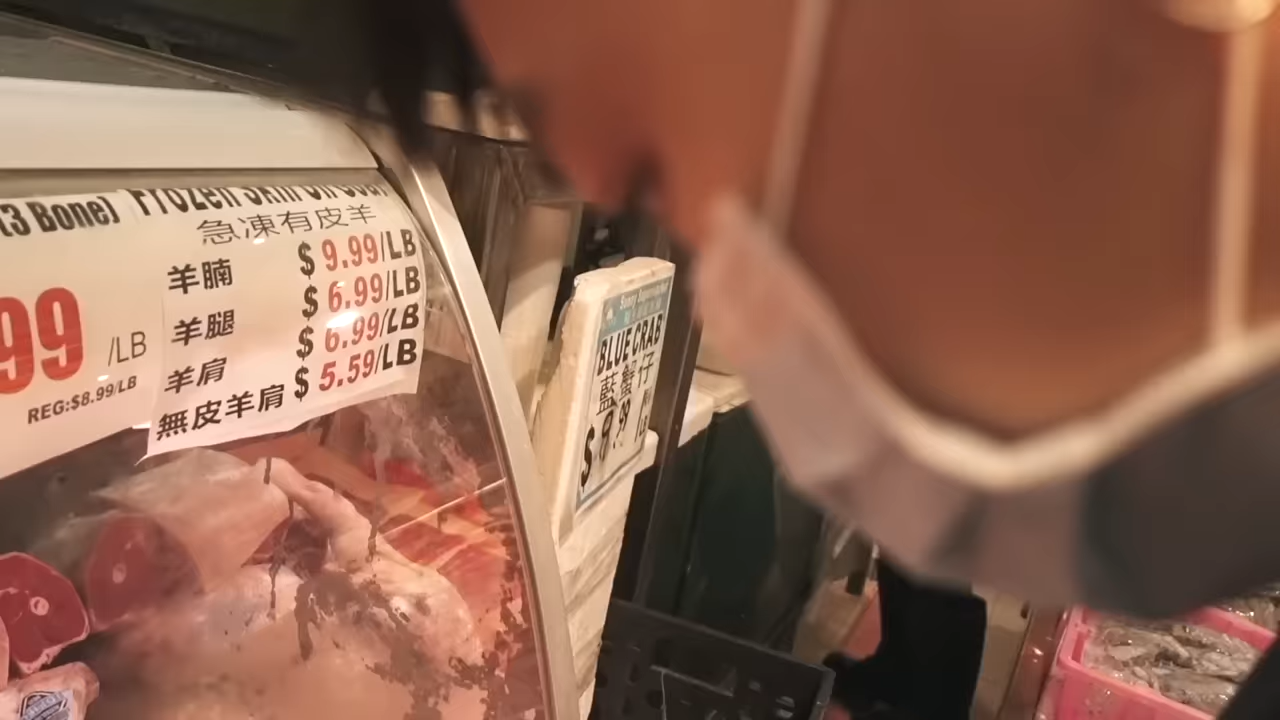 (3 Bone)
99
/LB
REG:$8.99/LB
Frozen Skin On Goat
急凍有皮羊
羊腩 $ 9.99/LB
羊腿 $ 6.99/LB
羊肩 $ 6.99/LB
無皮羊肩 $ 5.59/LB
BLUE CRAB
藍蟹仔